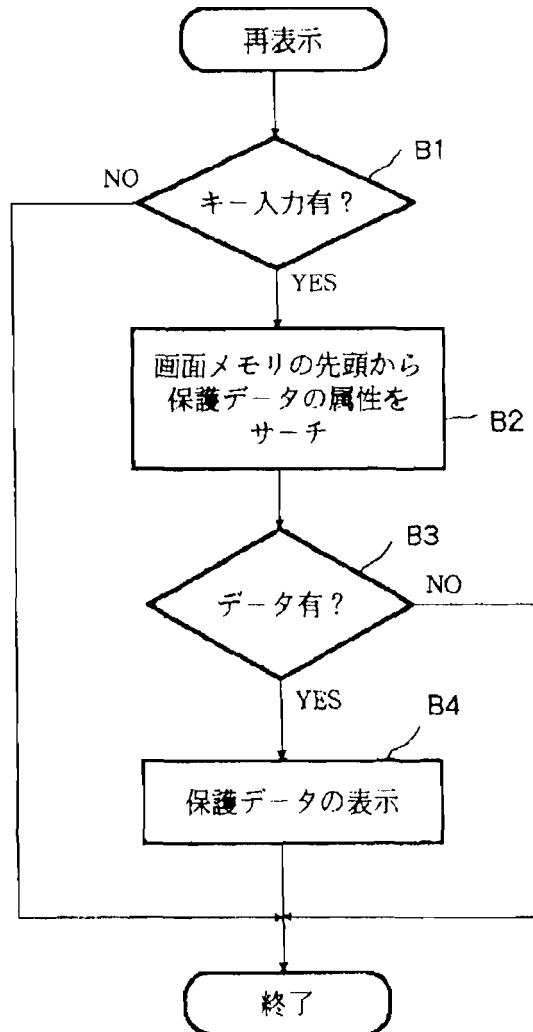 再表示
B1
NO
キー入力有?
YES
画面メモリの先頭から
保護データの属性を
サーチ
B2
B3
データ有?
NO
YES
B4
保護データの表示
終了